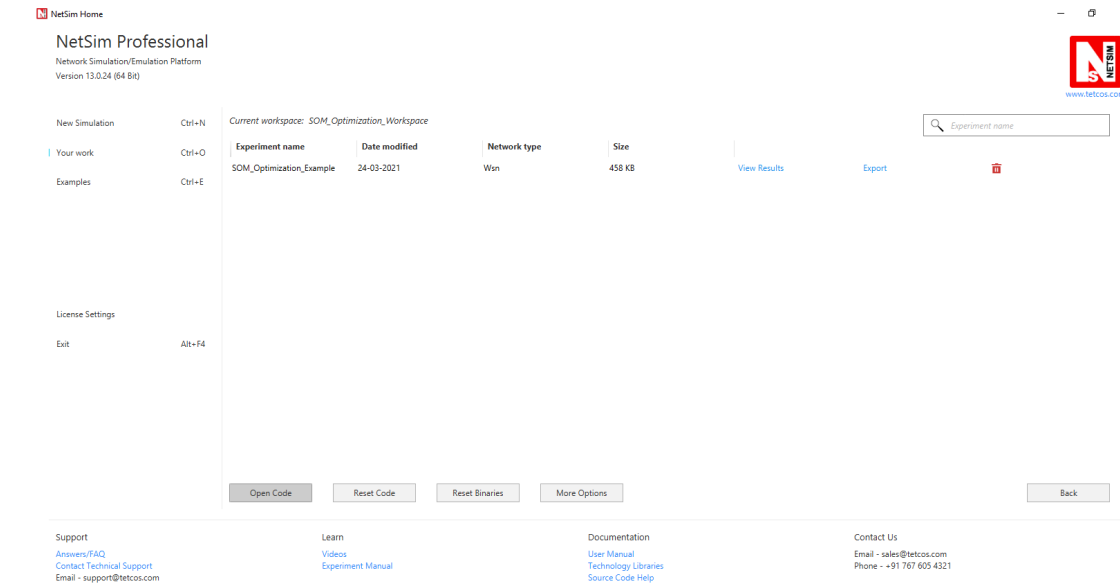 NetSim Home
NetSim Professional
Network Simulation/Emulation Platform
Version 13.0.24 (64 Bit)
NETSIM
www.tetcos.com
New Simulation Ctrl+N
Your work Ctrl+O
Examples Ctrl+E
License Settings
Exit Alt+F4
Current workspace: SOM_Optimization_Workspace
Experiment name
Experiment name Date modified Network type Size
SOM_Optimization_Example 24-03-2021 Wsn 458 KB View Results Export
Open Code Reset Code Reset Binaries More Options Back
Support
Answers/FAQ
Contact Technical Support
Email - support@tetcos.com
Learn
Videos
Experiment Manual
Documentation
User Manual
Technology Libraries
Source Code Help
Contact Us
Email - sales@tetcos.com
Phone - +91 767 605 4321